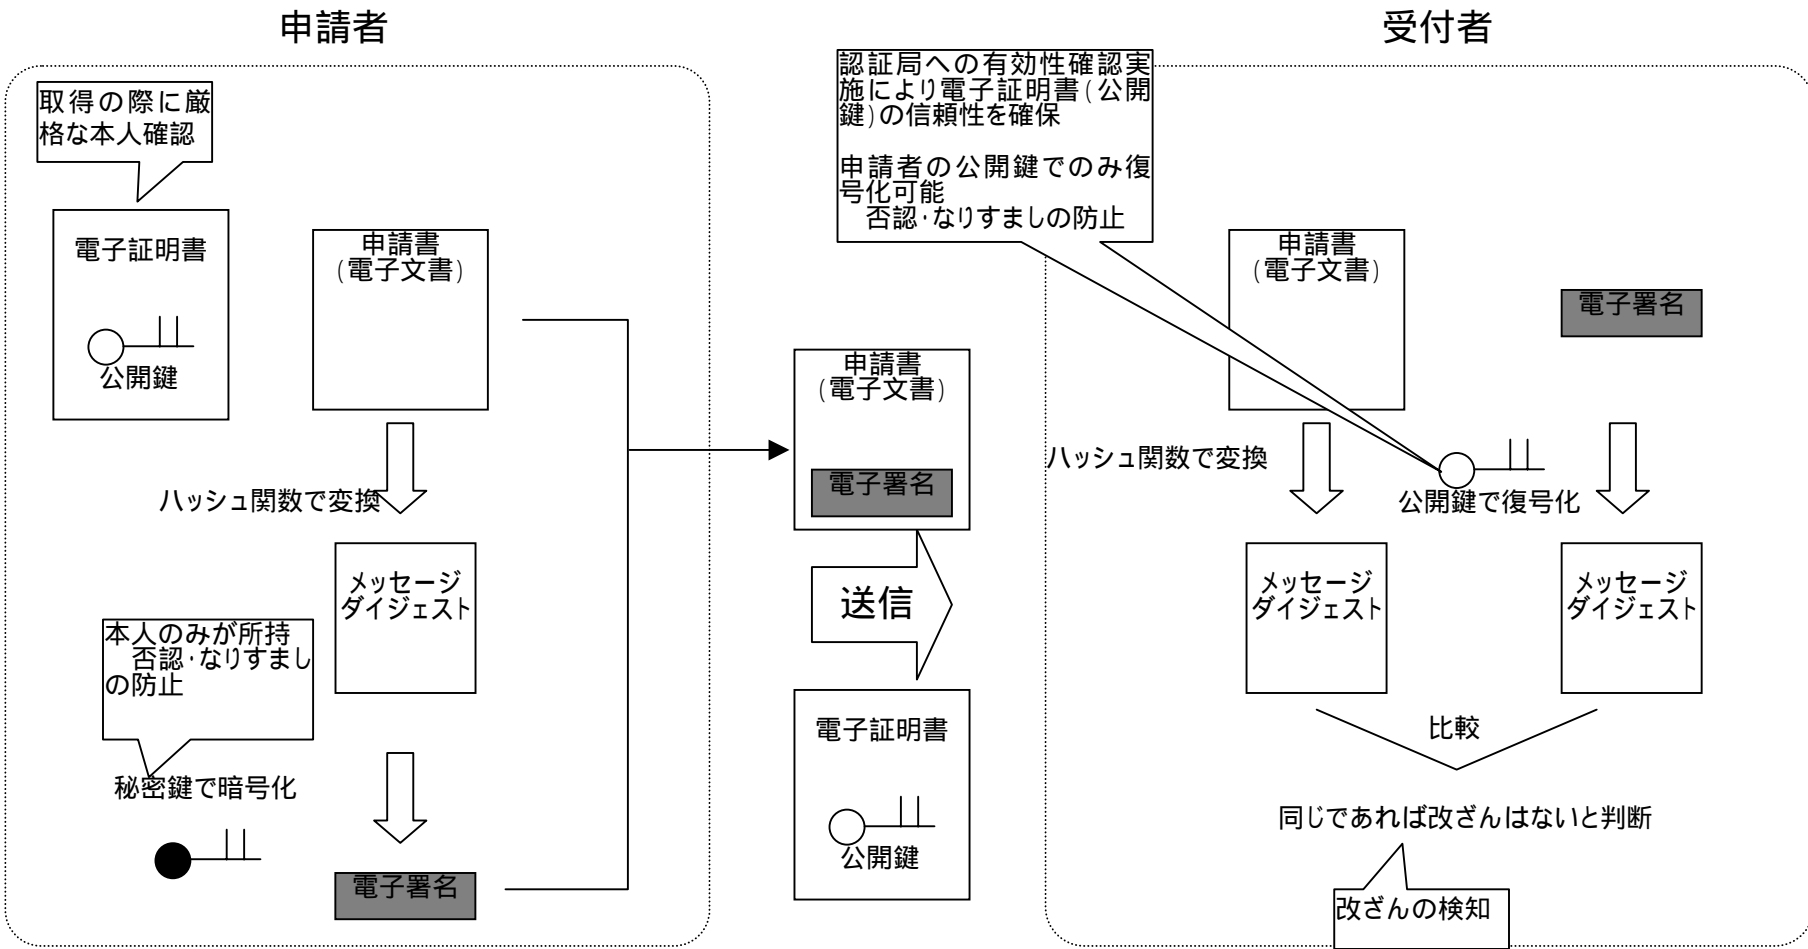 申請者
取得の際に厳
格な本人確認
電子証明書
公開鍵
申請書
(電子文書)
ハッシュ関数で変換
メッセージ
ダイジェスト
本人のみが所持
否認・なりすまし
の防止
秘密鍵で暗号化
電子署名
申請書
(電子文書)
電子署名
送信
電子証明書
公開鍵
受付者
認証局への有効性確認実
施により電子証明書(公開
鍵)の信頼性を確保
申請者の公開鍵でのみ復
号化可能
否認・なりすましの防止
申請書
(電子文書)
電子署名
ハッシュ関数で変換
公開鍵で復号化
メッセージ
ダイジェスト
メッセージ
ダイジェスト
比較
同じであれば改ざんはないと判断
改ざんの検知